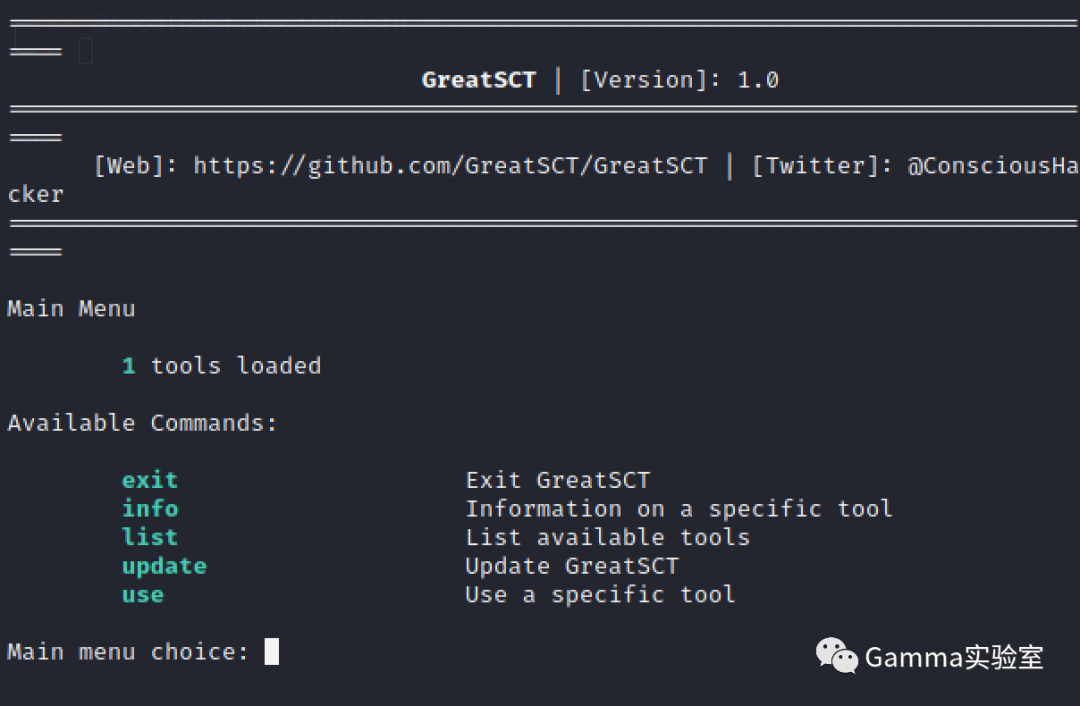 GreatSCT | [Version]: 1.0
[Web]: https://github.com/GreatSCT/GreatSCT | [Twitter]: @ConsciousHa
cker
Main Menu
1 tools loaded
Available Commands:
exit Exit GreatSCT
info Information on a specific tool
list List available tools
update Update GreatSCT
use Use a specific tool
Main menu choice:
Gamma实验室